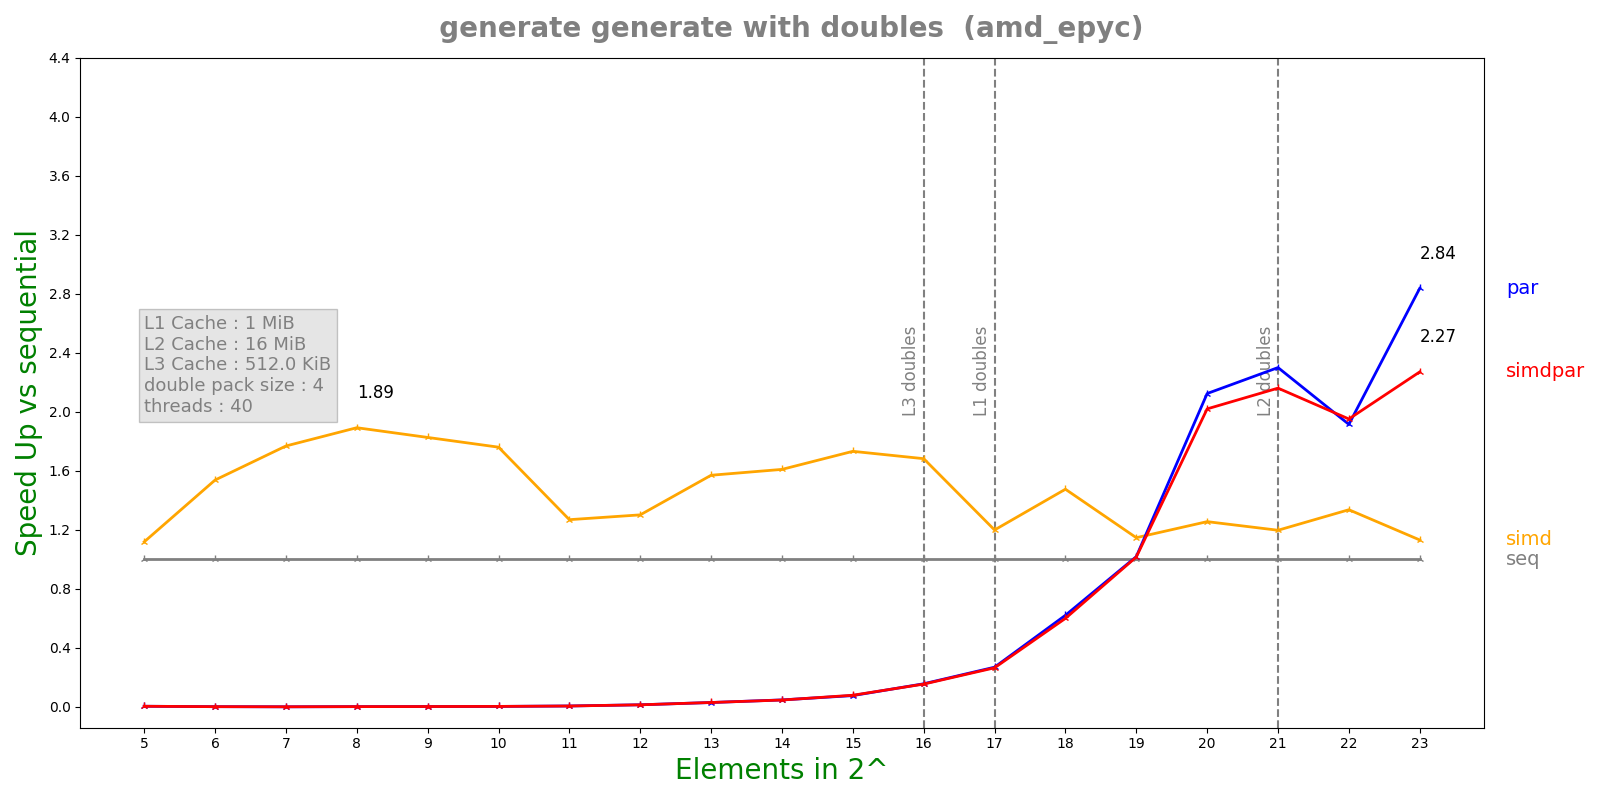 generate generate with doubles  (amd_epyc)
Speed Up vs sequential
4.4
4.0
3.6
3.2
2.8
2.4
2.0
1.6
1.2
0.8
0.4
0.0
L1 Cache : 1 MiB
L2 Cache : 16 MiB
L3 Cache : 512.0 KiB
double pack size : 4
threads : 40
1.89
L3 doubles
L1 doubles
L2 doubles
2.84
2.27
par
simdpar
simd
seq
5 6 7 8 9 10 11 12 13 14 15 16 17 18 19 20 21 22 23
Elements in 2^